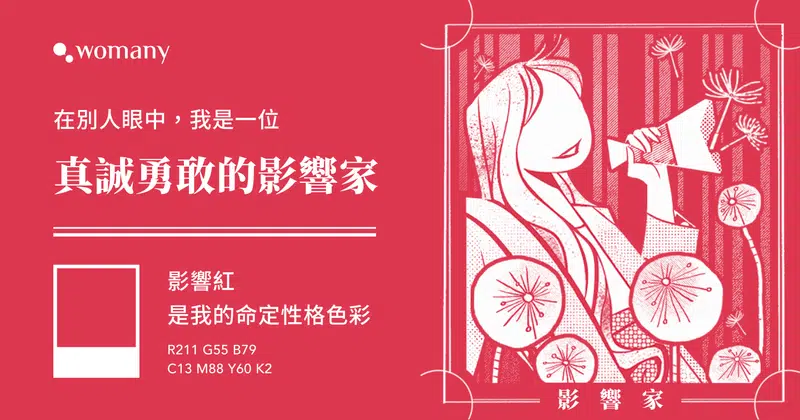 womany
在別人眼中，我是一位
真誠勇敢的影響家
影響紅
是我的命定性格色彩
R211 G55 B79
C13 M88 Y60 K2
影響家